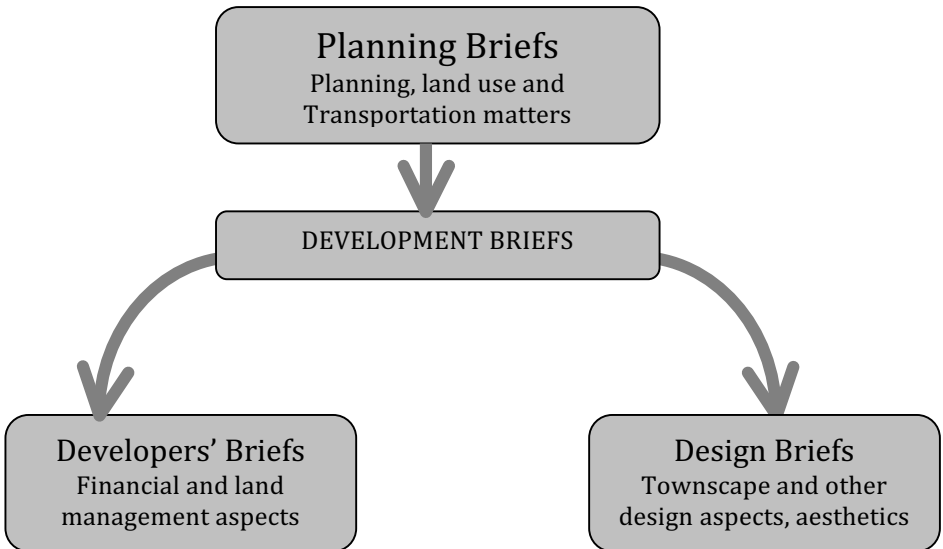 Planning Briefs
Planning, land use and
Transportation matters
DEVELOPMENT BRIEFS
Developers’ Briefs
Financial and land
management aspects
Design Briefs
Townscape and other
design aspects, aesthetics